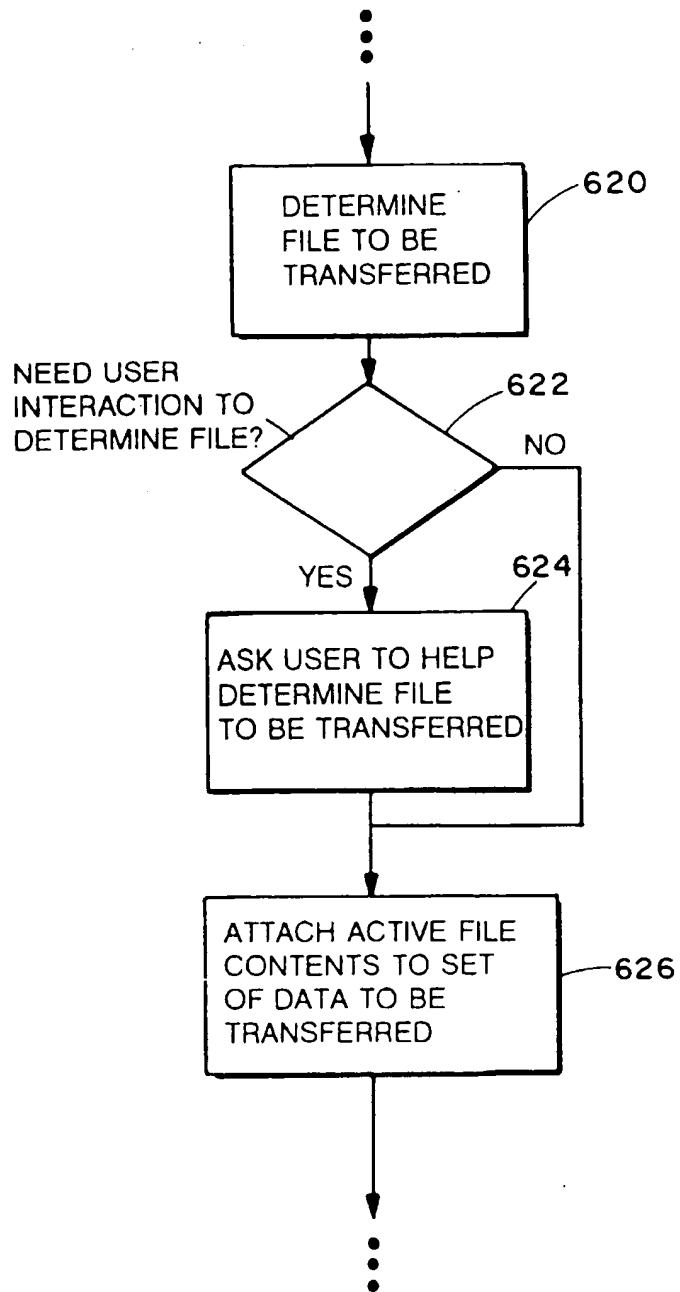 DETERMINE
FILE TO BE
TRANSFERRED
620
NEED USER
INTERACTION TO
DETERMINE FILE?
622
NO
YES
624
ASK USER TO HELP
DETERMINE FILE
TO BE TRANSFERRED
ATTACH ACTIVE FILE
CONTENTS TO SET
OF DATA TO BE
TRANSFERRED
626